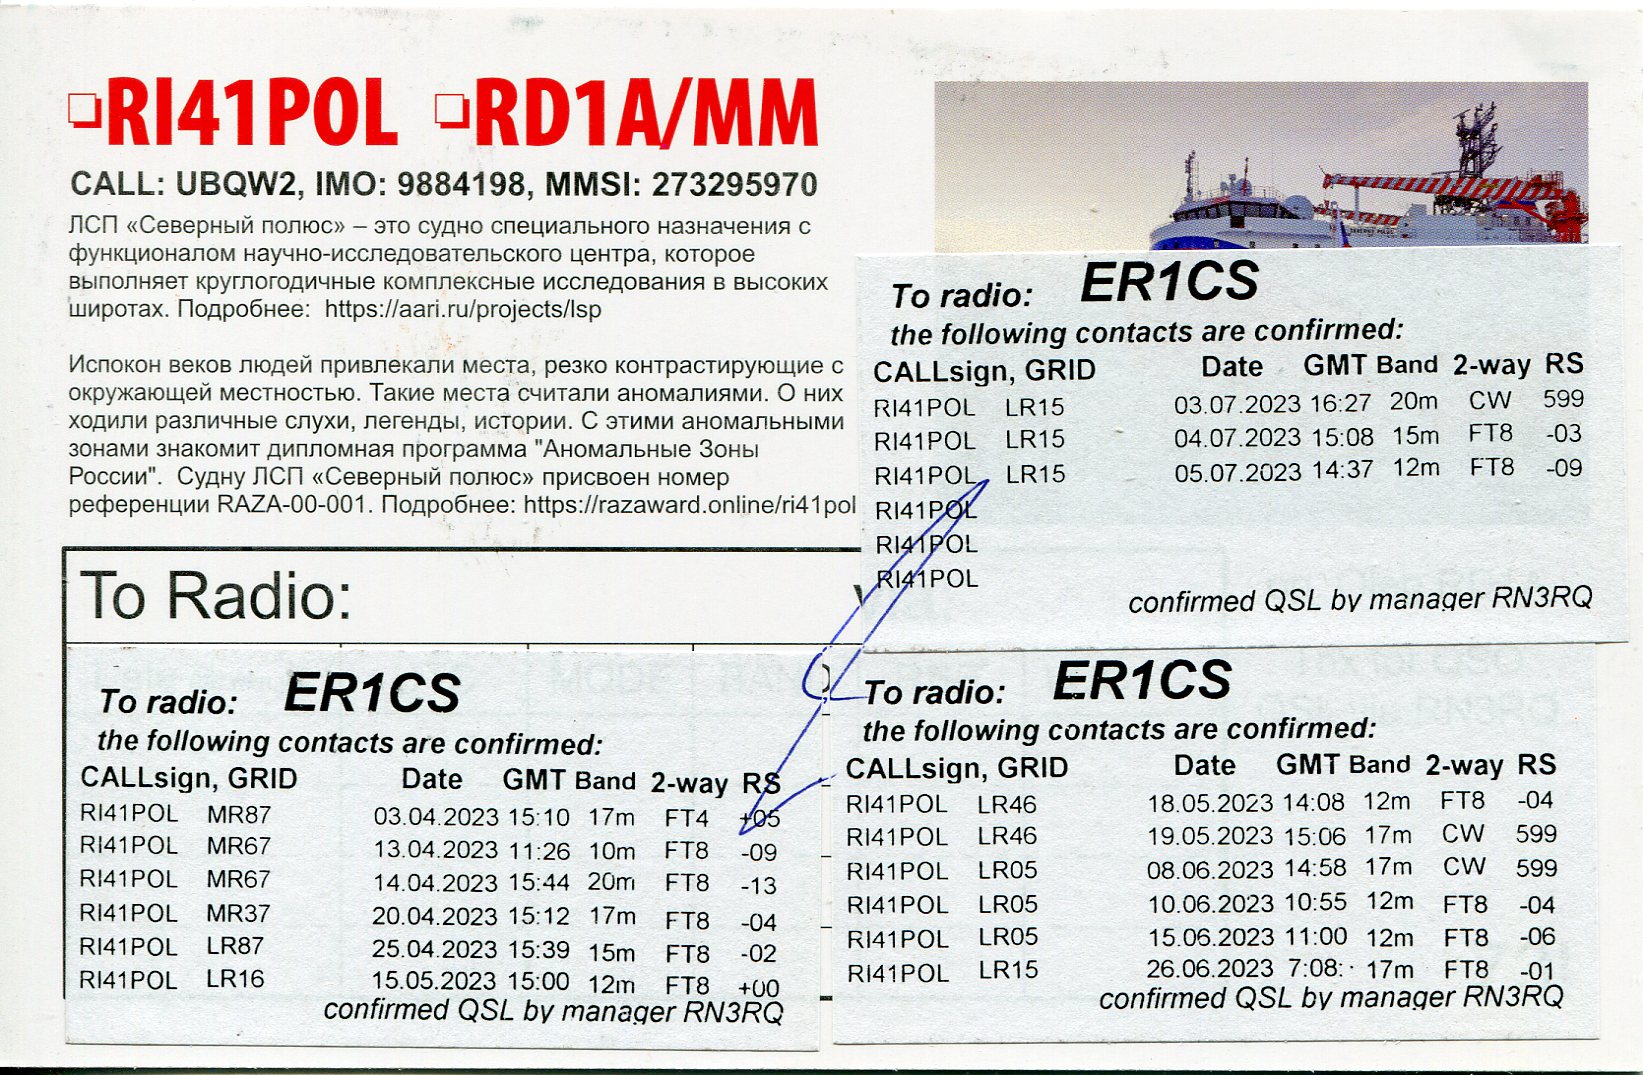 ❏RI41POL ❏RD1A/MM
CALL: UBQW2, IMO: 9884198, MMSI: 273295970
ЛСП «Северный полюс» – это судно специального назначения с
функционалом научно-исследовательского центра, которое
выполняет круглогодичные комплексные исследования в высоких
широтах. Подробнее: https://aari.ru/projects/lsp
Испокон веков людей привлекали места, резко контрастирующие с
окружающей местностью. Такие места считали аномалиями. О них
ходили различные слухи, легенды, истории. С этими аномальными
зонами знакомит дипломная программа "Аномальные Зоны
России". Судну ЛСП «Северный полюс» присвоен номер
референции RAZA-00-001. Подробнее: https://razaward.online/ri41pol
To radio: ER1CS
the following contacts are confirmed:
CALLsign, GRID Date GMT Band 2-way RS
RI41POL LR15 03.07.2023 16:27 20m CW 599
RI41POL LR15 04.07.2023 15:08 15m FT8 -03
RI41POL LR15 05.07.2023 14:37 12m FT8 -09
RI41POL
RI41POL
RI41POL
confirmed QSL by manager RN3RQ
To Radio:
To radio: ER1CS
the following contacts are confirmed:
CALLsign, GRID Date GMT Band 2-way RS
RI41POL MR87 03.04.2023 15:10 17m FT4 +05
RI41POL MR67 13.04.2023 11:26 10m FT8 -09
RI41POL MR67 14.04.2023 15:44 20m FT8 -13
RI41POL MR37 20.04.2023 15:12 17m FT8 -04
RI41POL LR87 25.04.2023 15:39 15m FT8 -02
RI41POL LR16 15.05.2023 15:00 12m FT8 +00
confirmed QSL by manager RN3RQ
To radio: ER1CS
the following contacts are confirmed:
CALLsign, GRID Date GMT Band 2-way RS
RI41POL LR46 18.05.2023 14:08 12m FT8 -04
RI41POL LR46 19.05.2023 15:06 17m CW 599
RI41POL LR05 08.06.2023 14:58 17m CW 599
RI41POL LR05 10.06.2023 10:55 12m FT8 -04
RI41POL LR05 15.06.2023 11:00 12m FT8 -06
RI41POL LR15 26.06.2023 7:08: 17m FT8 -01
confirmed QSL by manager RN3RQ